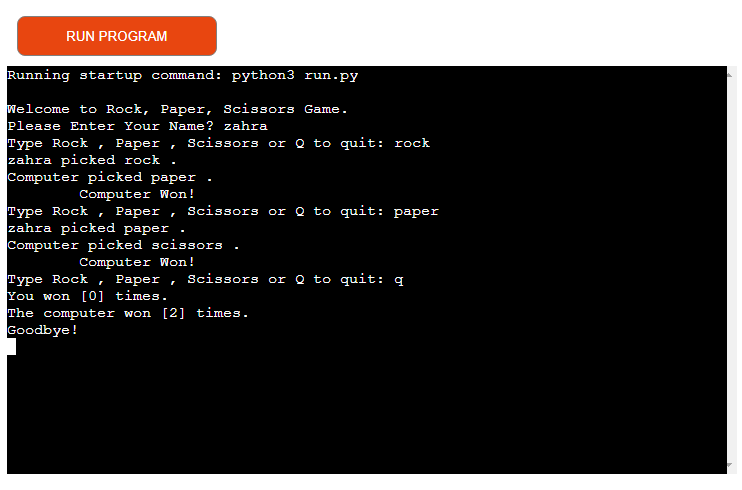 RUN PROGRAM
Running startup command: python3 run.py
Welcome to Rock, Paper, Scissors Game.
Please Enter Your Name? zahra
Type Rock , Paper , Scissors or Q to quit: rock
zahra picked rock .
Computer picked paper .
Computer Won!
Type Rock , Paper , Scissors or Q to quit: paper
zahra picked paper .
Computer picked scissors .
Computer Won!
Type Rock , Paper , Scissors or Q to quit: q
You won [0] times.
The computer won [2] times.
Goodbye!